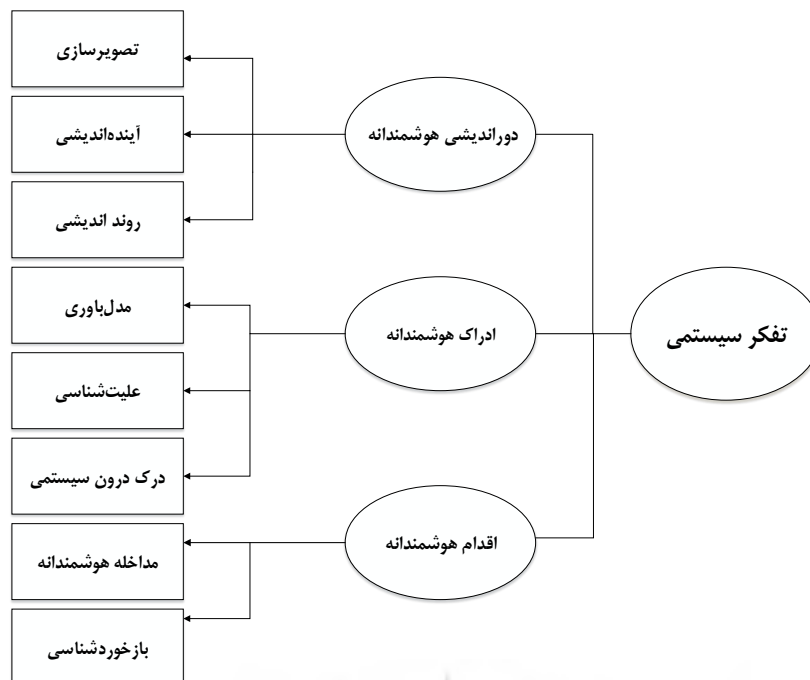 تفکر سیستمی
دوراندیشی هوشمندانه
تصویرسازی
آینده‌اندیشی
روند اندیشی
ادراک هوشمندانه
مدل‌باوری
علیت‌شناسی
درک درون سیستمی
اقدام هوشمندانه
مداخله هوشمندانه
بازخوردشناسی